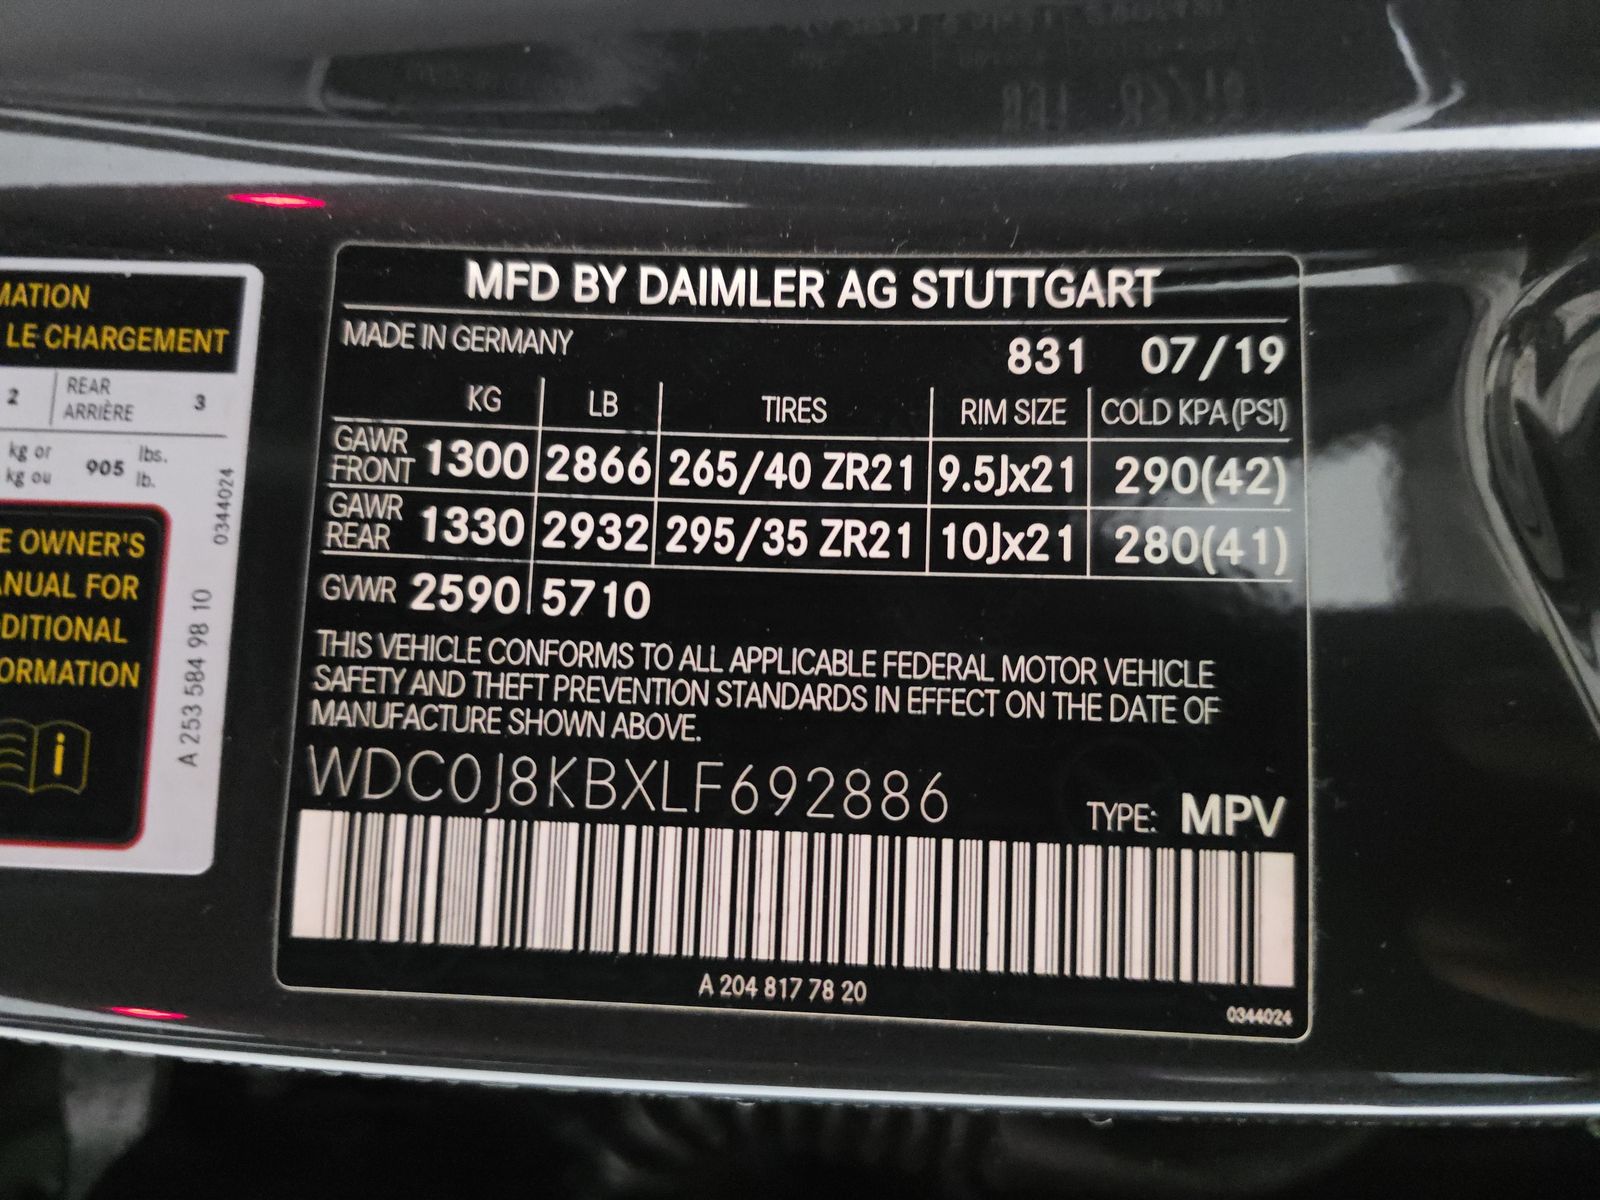 MATION
LE CHARGEMENT
2 REAR ARRIÈRE 3
kg or kg ou 905 lbs. lb.
0344024
E OWNER'S
ANUAL FOR
DITIONAL
FORMATION
A 253 584 98 10
MFD BY DAIMLER AG STUTTGART
MADE IN GERMANY 831 07/19
KG LB TIRES RIM SIZE COLD KPA (PSI)
GAWR FRONT 1300 2866 265/40 ZR21 9.5Jx21 290(42)
GAWR REAR 1330 2932 295/35 ZR21 10Jx21 280(41)
GVWR 2590 5710
THIS VEHICLE CONFORMS TO ALL APPLICABLE FEDERAL MOTOR VEHICLE
SAFETY AND THEFT PREVENTION STANDARDS IN EFFECT ON THE DATE OF
MANUFACTURE SHOWN ABOVE.
WDC0J8KBXLF692886 TYPE: MPV
A 204 817 78 20
0344024